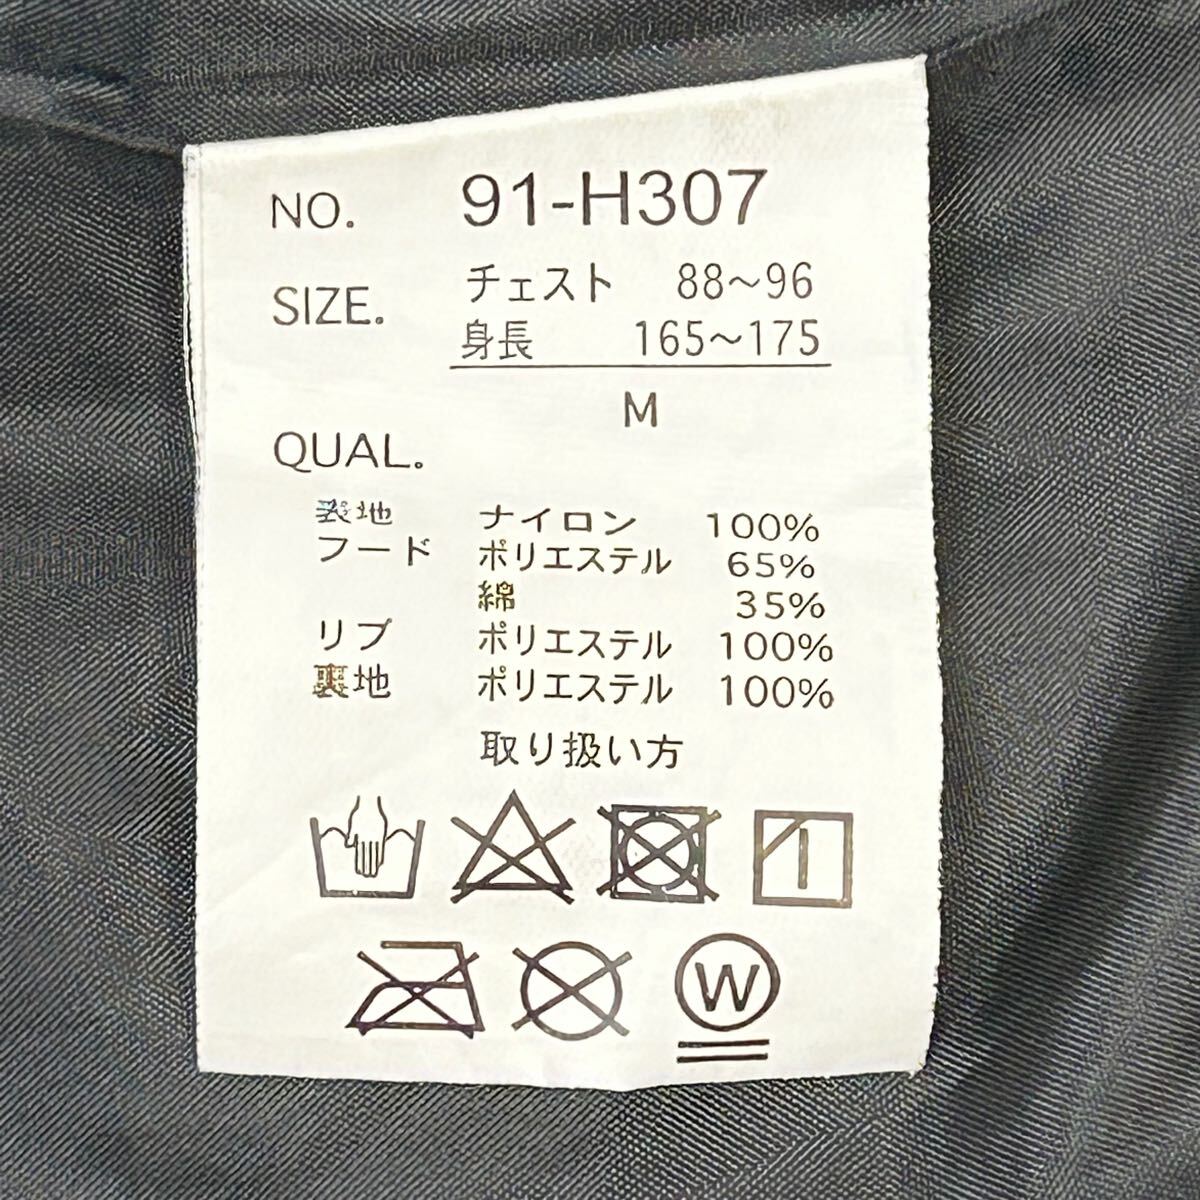 NO. 91-H307
SIZE. チェスト 88～96
身長 165～175
M
QUAL.
表地 ナイロン 100%
フード ポリエステル 65%
綿 35%
リブ ポリエステル 100%
裏地 ポリエステル 100%
取り扱い方
W